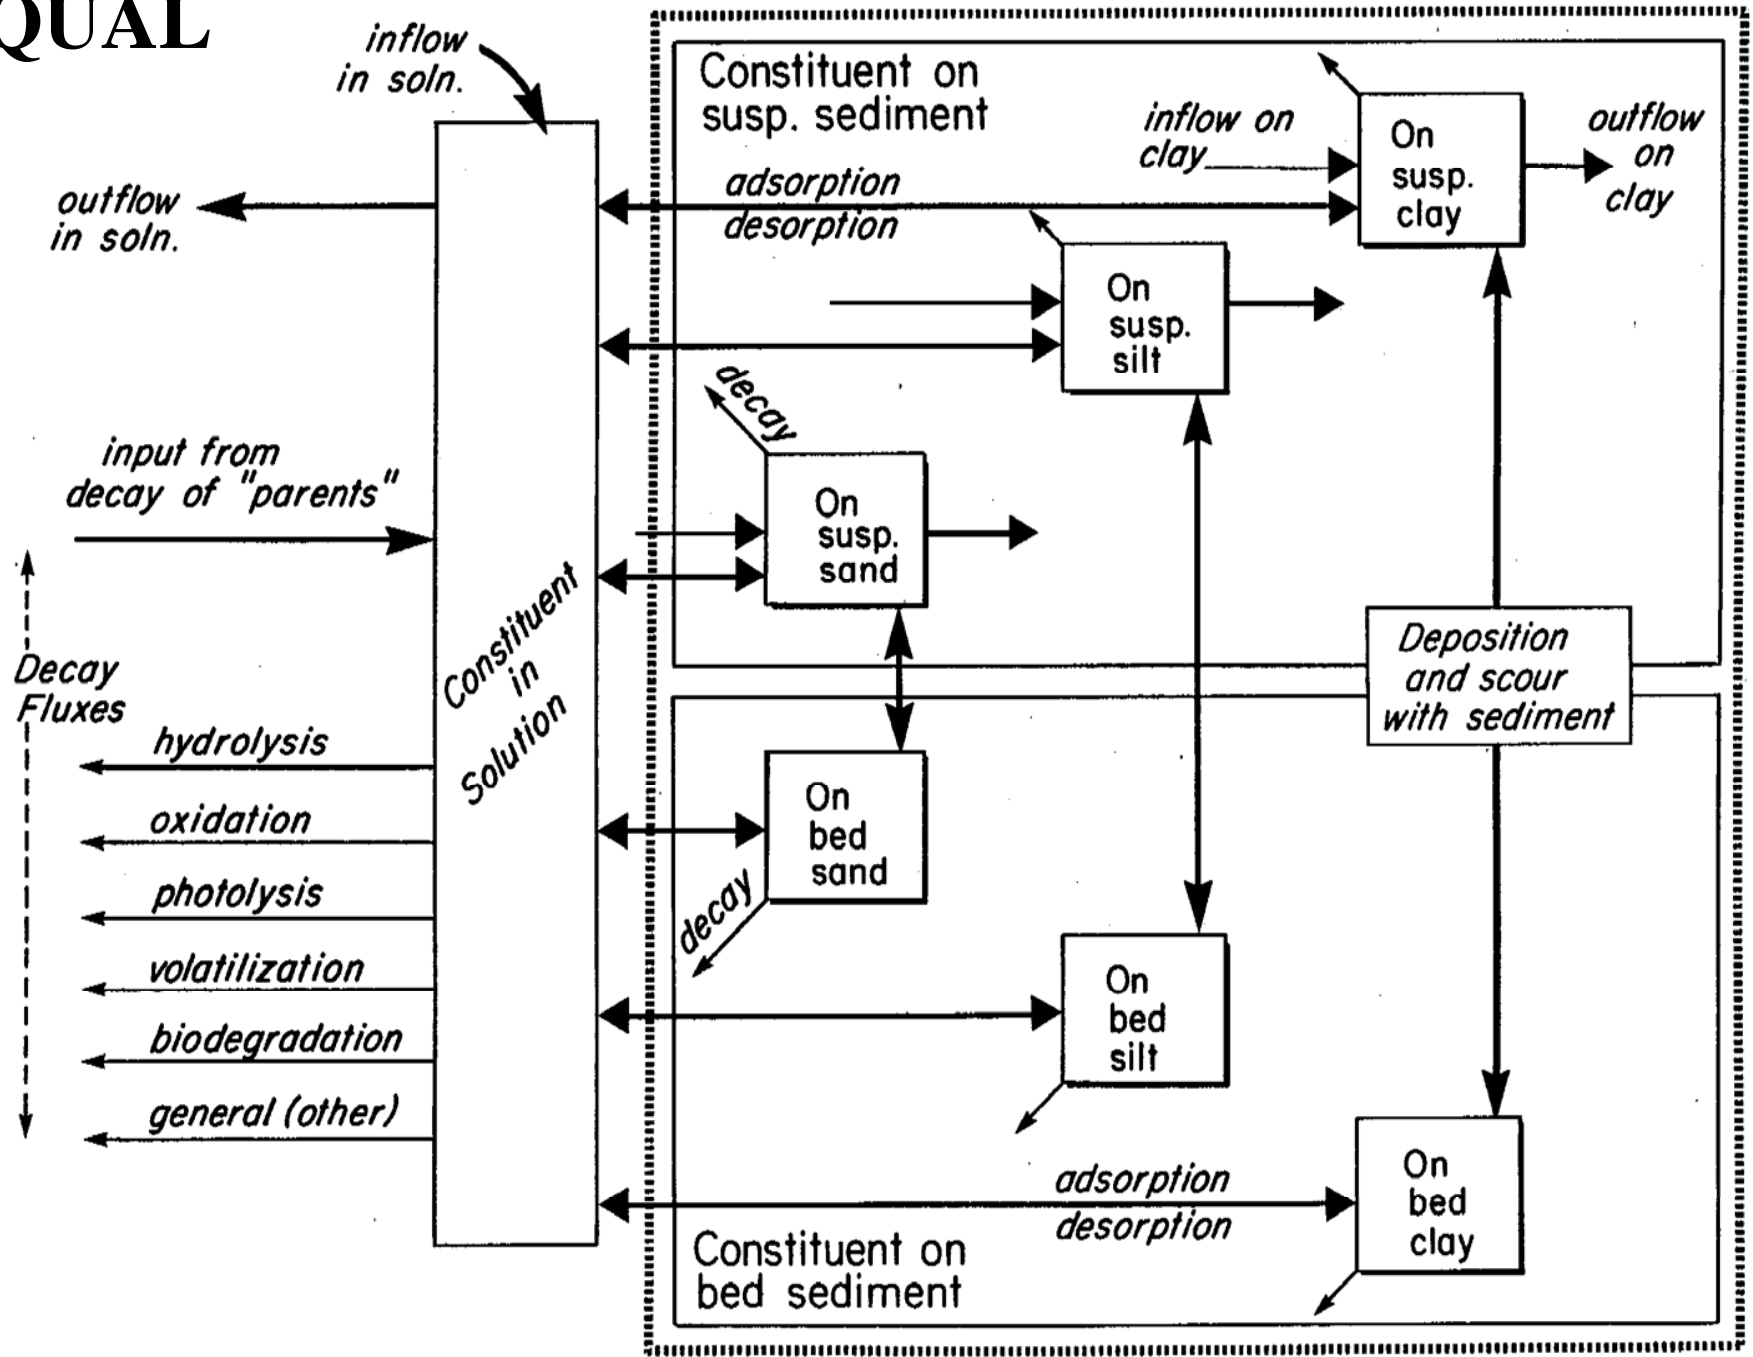 QUAL
inflow
in soln.
outflow
in soln.
input from
decay of "parents"
Decay
Fluxes
hydrolysis
oxidation
photolysis
volatilization
biodegradation
general (other)
Constituent
in
Solution
Constituent on
susp. sediment
adsorption
desorption
inflow on
clay
On
susp.
clay
outflow
on
clay
On
susp.
silt
decay
On
susp.
sand
Deposition
and scour
with sediment
On
bed
sand
decay
On
bed
silt
adsorption
desorption
On
bed
clay
Constituent on
bed sediment